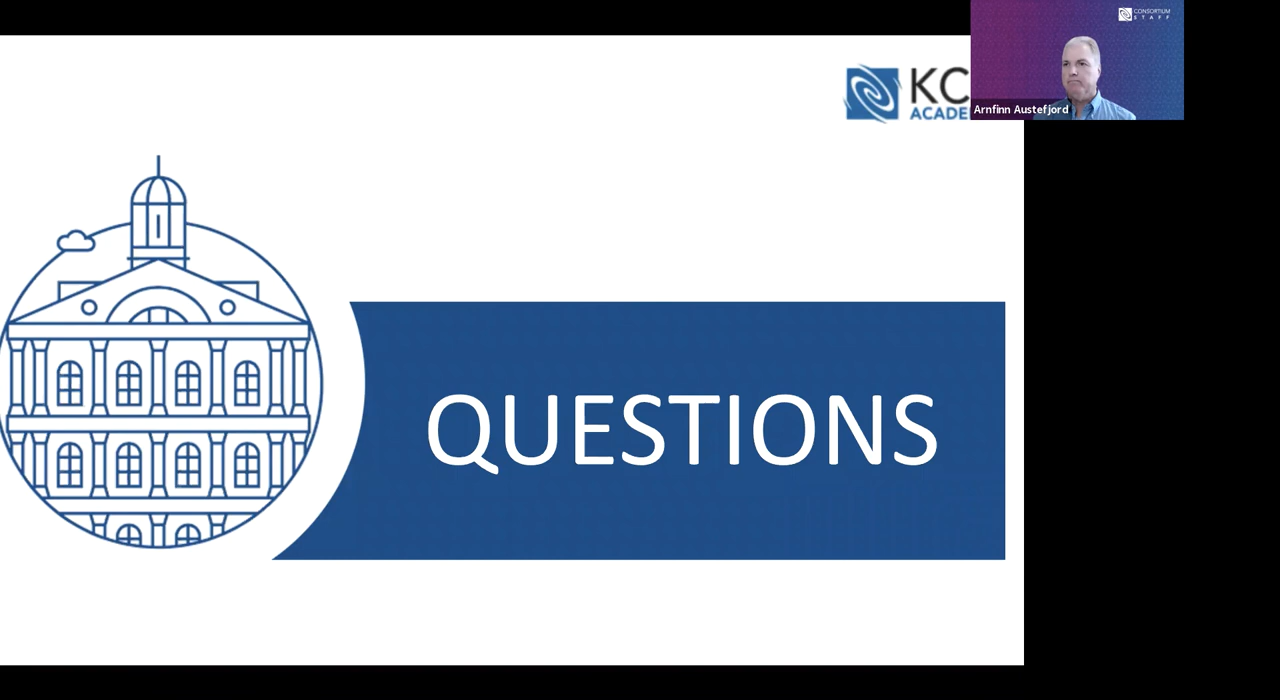 CONSORTIUM
STAFF
KC
ACADE
Arnfinn Austefjord
QUESTIONS